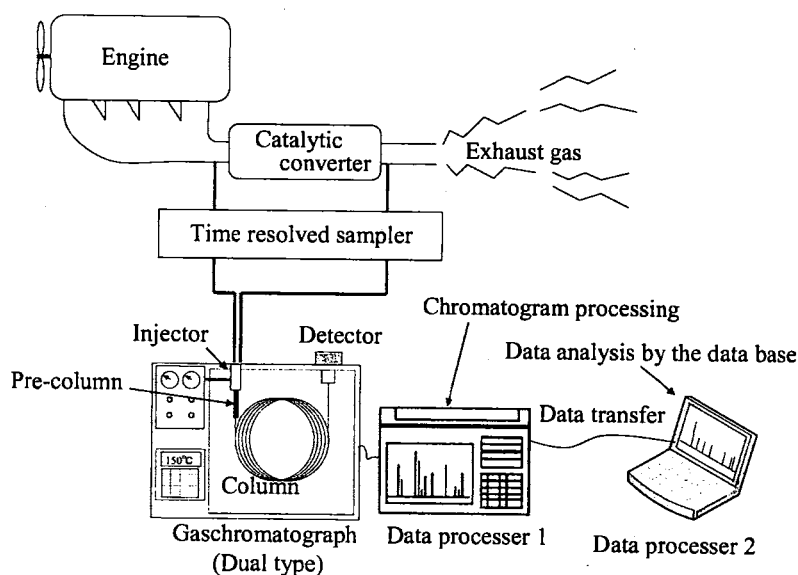 Engine
Catalytic
converter
Exhaust gas
Time resolved sampler
Chromatogram processing
Injector
Detector
Data analysis by the data base
Pre-column
Data transfer
150°C
Column
Gaschromatograph
(Dual type)
Data processer 1
Data processer 2